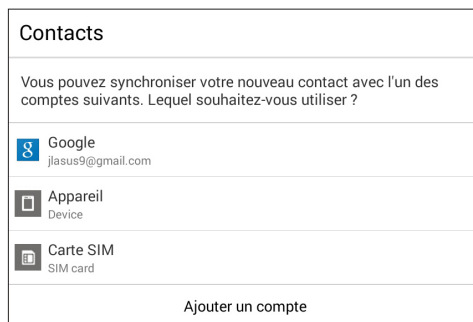 Contacts
Vous pouvez synchroniser votre nouveau contact avec l'un des
comptes suivants. Lequel souhaitez-vous utiliser ?
Google
jlasus9@gmail.com
Appareil
Device
Carte SIM
SIM card
Ajouter un compte